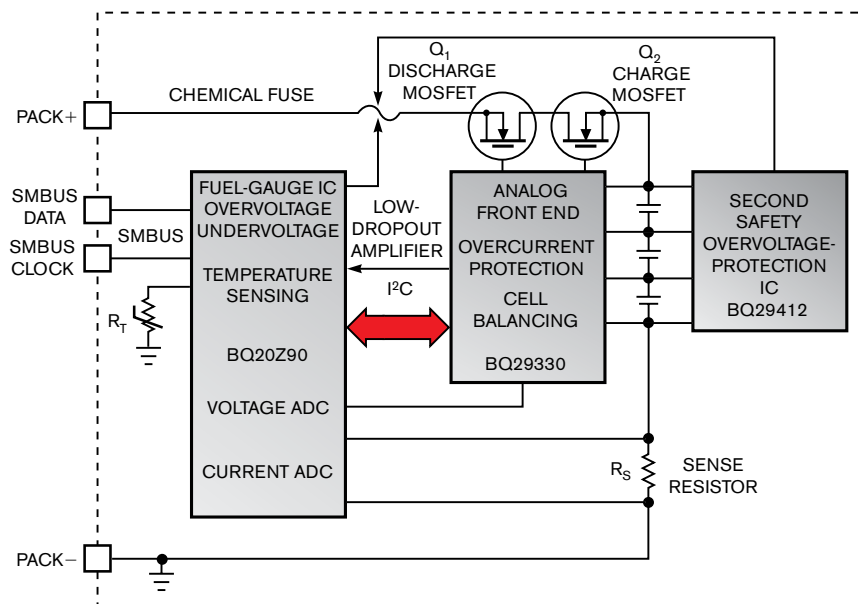 Q₁
DISCHARGE
MOSFET
Q₂
CHARGE
MOSFET
CHEMICAL FUSE
PACK+
SMBUS
DATA
SMBUS
CLOCK
SMBUS
R_T
FUEL-GAUGE IC
OVERVOLTAGE
UNDERVOLTAGE
TEMPERATURE
SENSING
BQ20Z90
VOLTAGE ADC
CURRENT ADC
LOW-
DROPOUT
AMPLIFIER
I²C
ANALOG
FRONT END
OVERCURRENT
PROTECTION
CELL
BALANCING
BQ29330
SECOND
SAFETY
OVERVOLTAGE-
PROTECTION
IC
BQ29412
R_S
SENSE
RESISTOR
PACK−